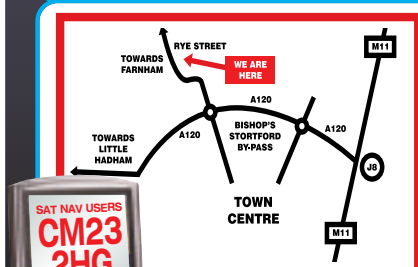 M11
RYE STREET
TOWARDS
FARNHAM
WE ARE
HERE
A120
BISHOP'S
STORTFORD
BY-PASS
A120
A120
TOWARDS
LITTLE
HADHAM
J8
TOWN
CENTRE
M11
SAT NAV USERS
CM23
2HG